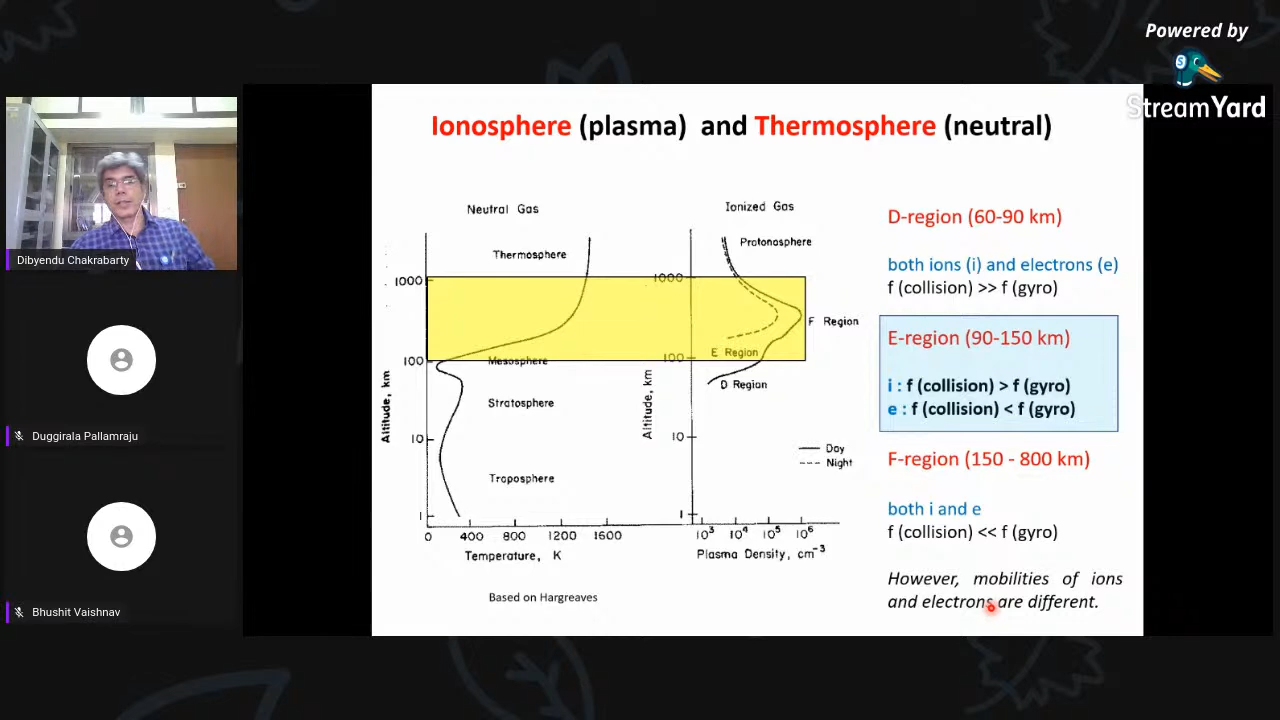 Powered by
StreamYard
Dibyendu Chakrabarty
Duggirala Pallamraju
Bhushit Vaishnav
Ionosphere (plasma) and Thermosphere (neutral)
Neutral Gas
Thermosphere
Mesosphere
Stratosphere
Troposphere
Altitude, km
1000
100
10
1
0 400 800 1200 1600
Temperature, K
Ionized Gas
Protonosphere
F Region
E Region
D Region
Altitude, km
1000
100
10
1
Day
Night
10³ 10⁴ 10⁵ 10⁶
Plasma Density, cm⁻³
Based on Hargreaves
D-region (60-90 km)
both ions (i) and electrons (e)
f (collision) >> f (gyro)
E-region (90-150 km)
i : f (collision) > f (gyro)
e : f (collision) < f (gyro)
F-region (150 - 800 km)
both i and e
f (collision) << f (gyro)
However, mobilities of ions
and electrons are different.